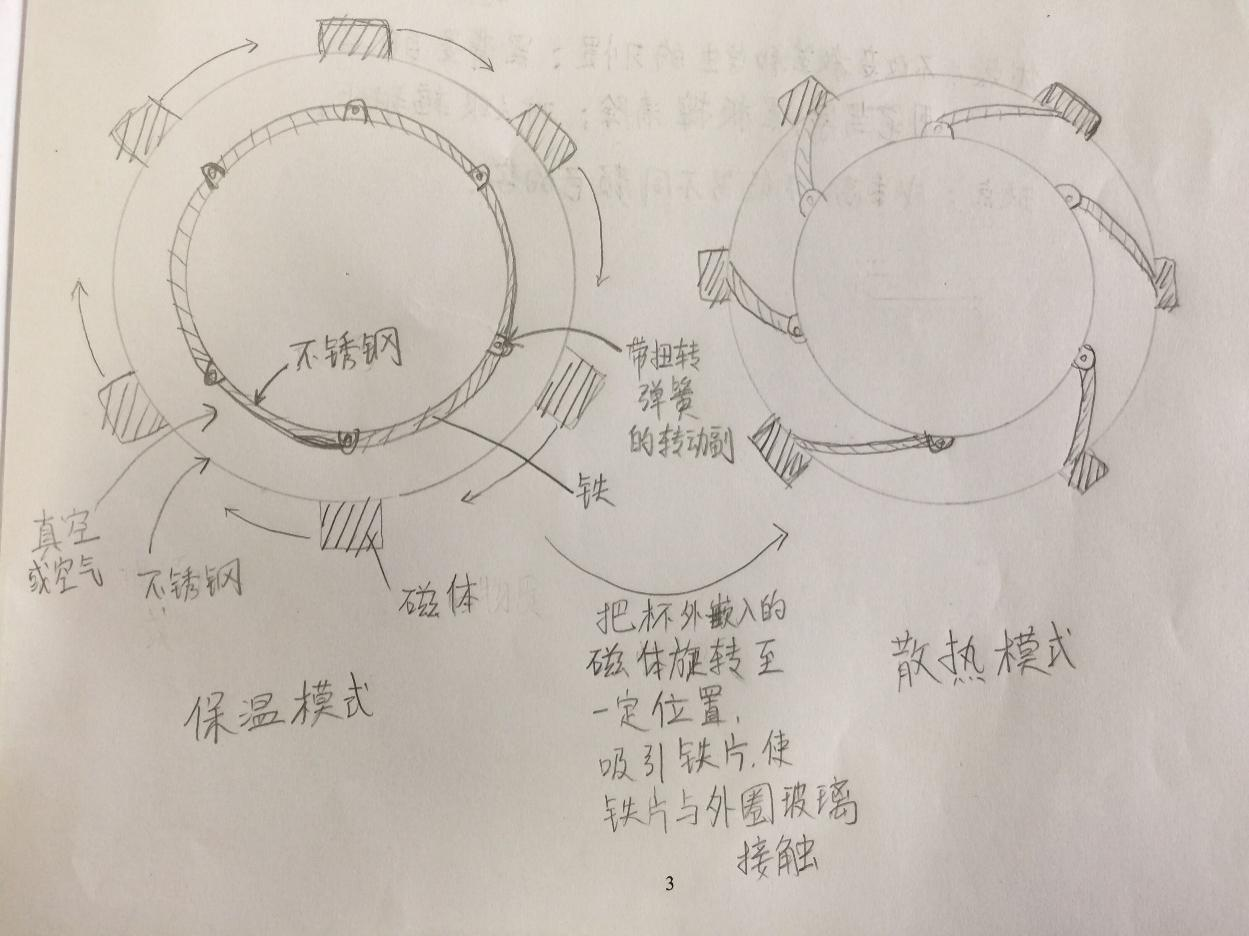 不锈钢
带扭转
弹簧
的转动副
铁
真空
或空气
不锈钢
磁体
保温模式
把杯外嵌入的
磁体旋转至
一定位置,
吸引铁片,使
铁片与外圈玻璃
接触
散热模式
3